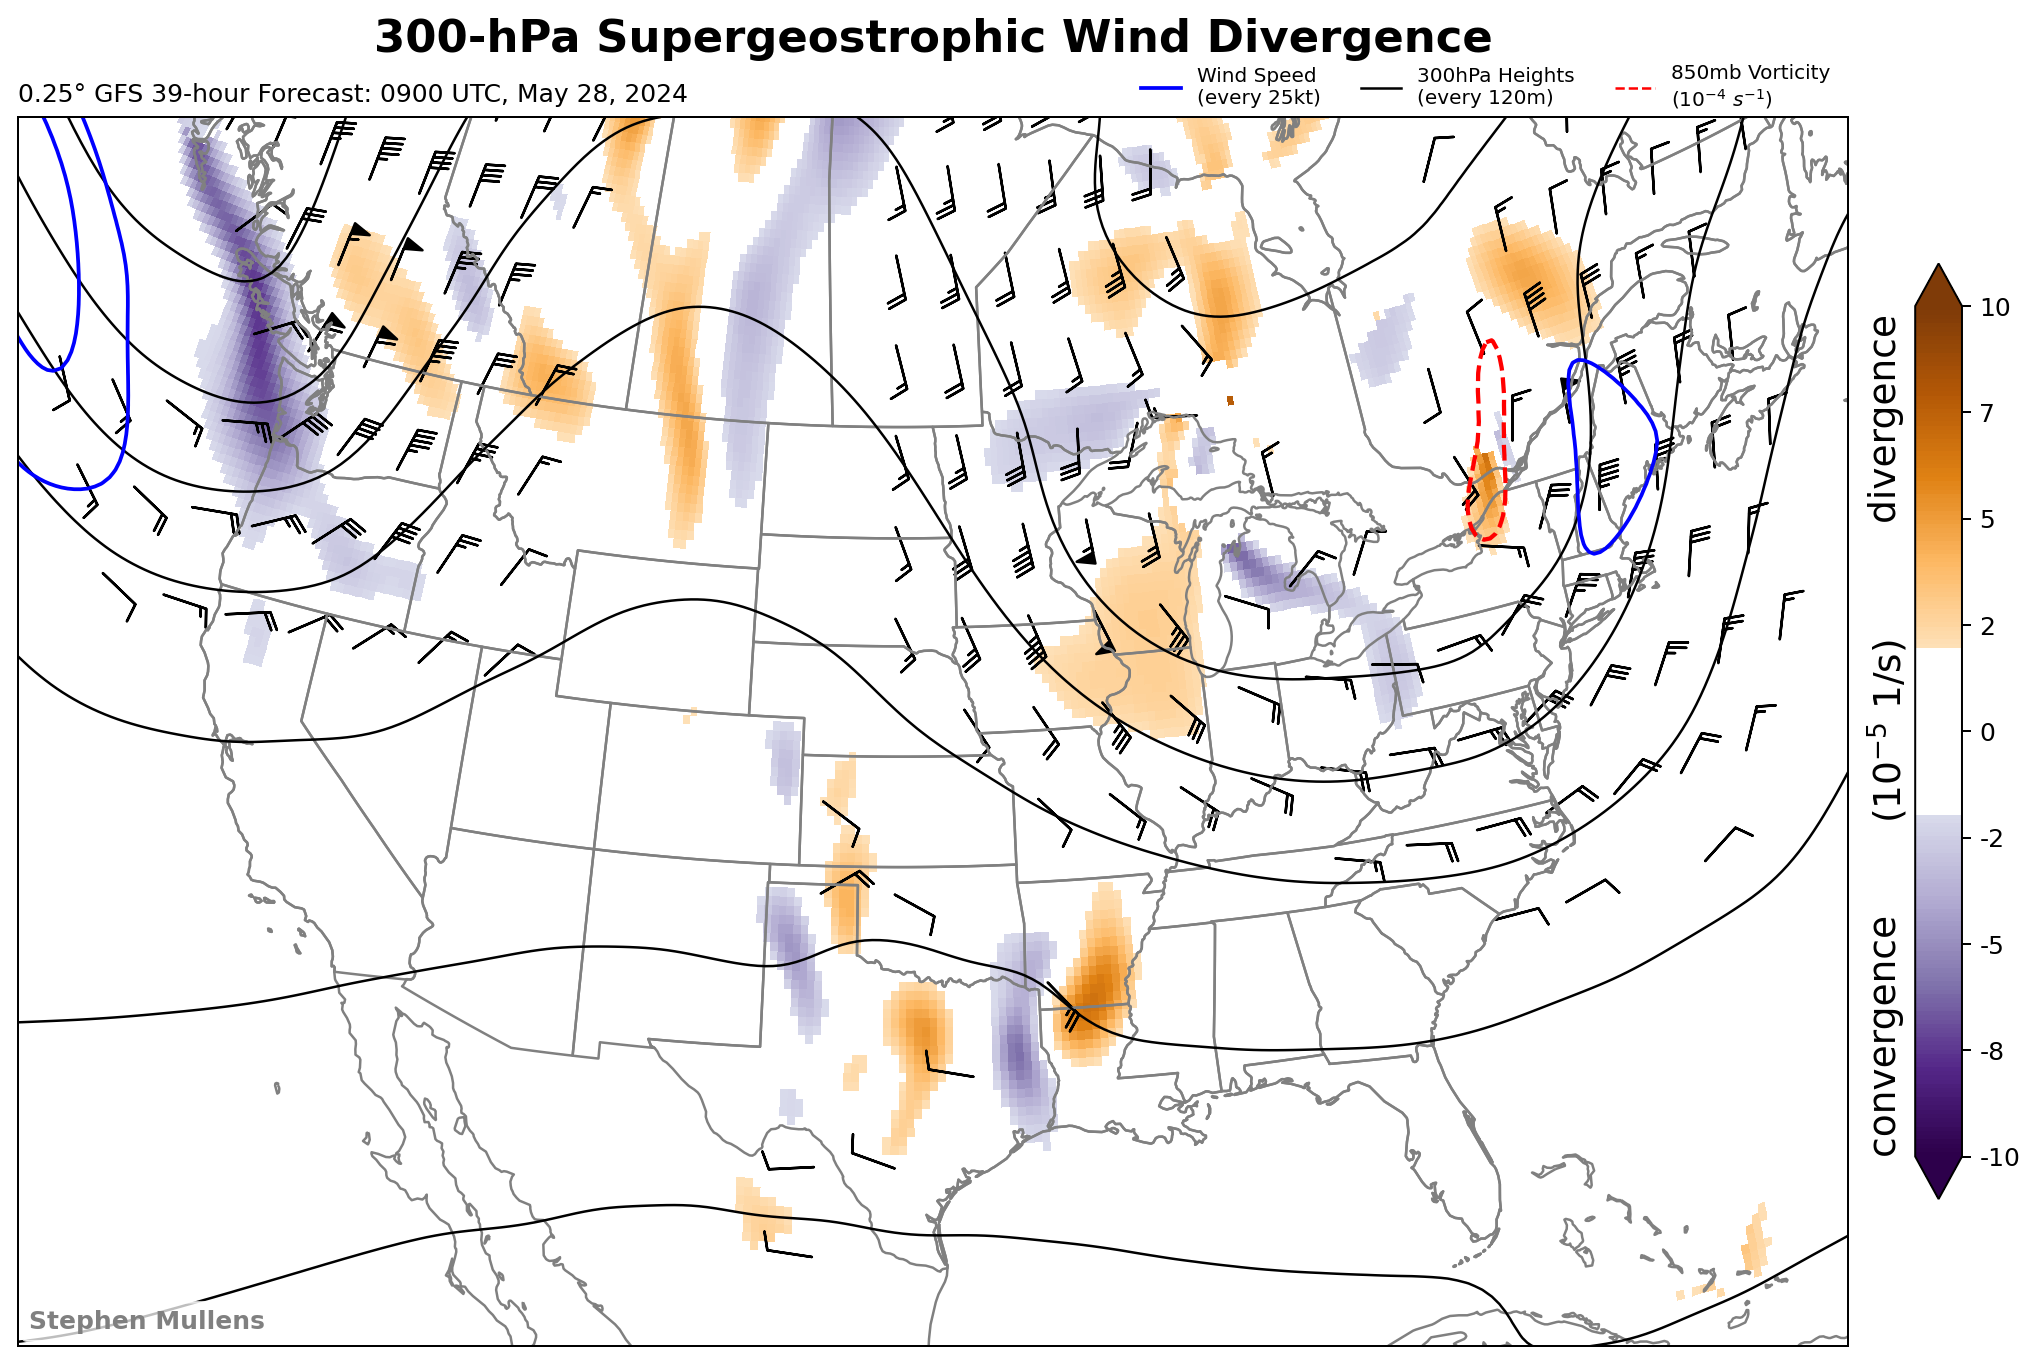 300-hPa Supergeostrophic Wind Divergence
0.25° GFS 39-hour Forecast: 0900 UTC, May 28, 2024
Wind Speed
(every 25kt)
300hPa Heights
(every 120m)
850mb Vorticity
(10⁻⁴ s⁻¹)
10
7
5
2
0
-2
-5
-8
-10
convergence (10⁻⁵ 1/s) divergence
Stephen Mullens